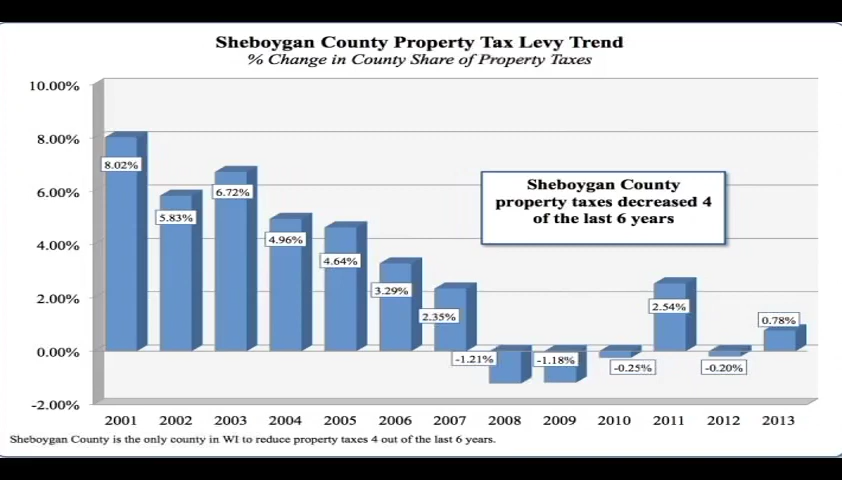 Sheboygan County Property Tax Levy Trend
% Change in County Share of Property Taxes
10.00%
8.00%
6.00%
4.00%
2.00%
0.00%
-2.00%
8.02%
5.83%
6.72%
4.96%
4.64%
3.29%
2.35%
-1.21%
-1.18%
-0.25%
2.54%
-0.20%
0.78%
Sheboygan County
property taxes decreased 4
of the last 6 years
2001 2002 2003 2004 2005 2006 2007 2008 2009 2010 2011 2012 2013
Sheboygan County is the only county in WI to reduce property taxes 4 out of the last 6 years.